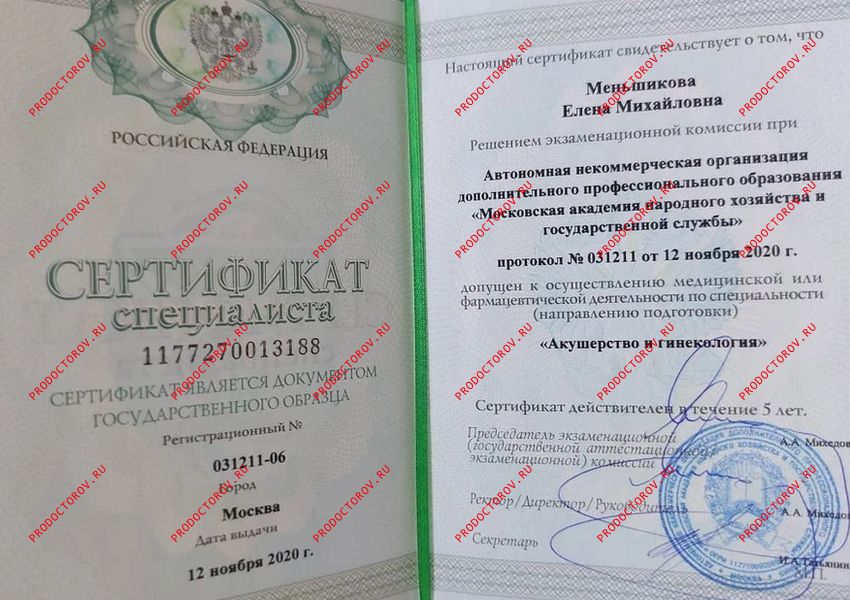 РОССИЙСКАЯ ФЕДЕРАЦИЯ
СЕРТИФИКАТ
специалиста
1177270013188
СЕРТИФИКАТ ЯВЛЯЕТСЯ ДОКУМЕНТОМ
ГОСУДАРСТВЕННОГО ОБРАЗЦА
Регистрационный №
031211-06
Город
Москва
Дата выдачи
12 ноября 2020 г.
Настоящий сертификат свидетельствует о том, что
Меньшикова
Елена Михайловна
Решением экзаменационной комиссии при
Автономная некоммерческая организация
дополнительного профессионального образования
«Московская академия народного хозяйства и
государственной службы»
протокол № 031211 от 12 ноября 2020 г.
допущен к осуществлению медицинской или
фармацевтической деятельности по специальности
(направлению подготовки)
«Акушерство и гинекология»
Сертификат действителен в течение 5 лет.
Председатель экзаменационной
(государственной аттестационной,
экзаменационной) комиссии
А.А. Михедов
Ректор/Директор/Руководитель
А.А. Михедов
Секретарь
И.А.Татьянин
М.П.
PRODOCTOROV.RU